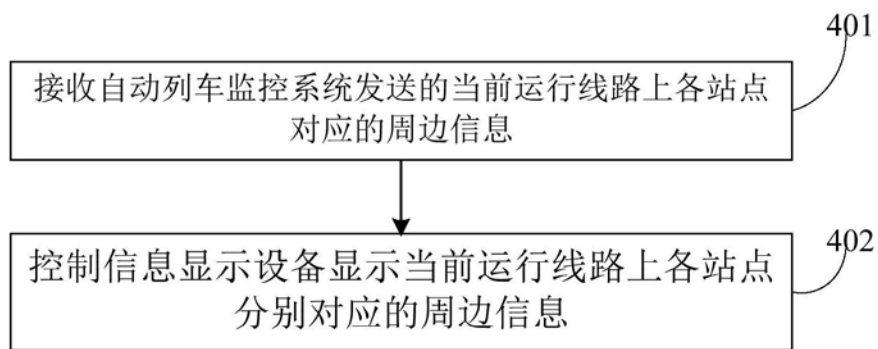 401
接收自动列车监控系统发送的当前运行线路上各站点
对应的周边信息
402
控制信息显示设备显示当前运行线路上各站点
分别对应的周边信息